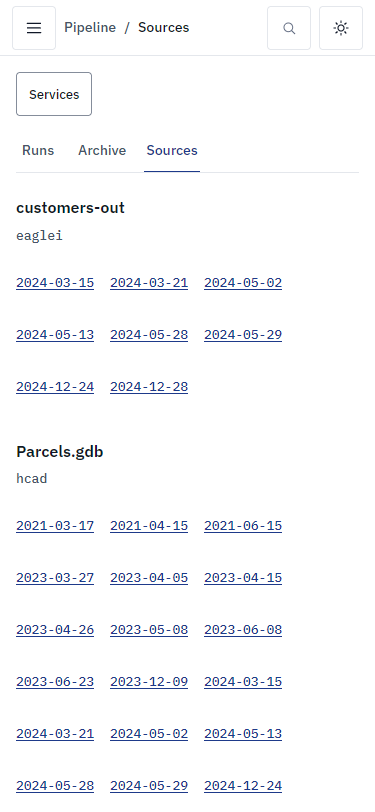 Pipeline / Sources
Services
Runs Archive Sources
customers-out
eaglei
2024-03-15 2024-03-21 2024-05-02
2024-05-13 2024-05-28 2024-05-29
2024-12-24 2024-12-28
Parcels.gdb
hcad
2021-03-17 2021-04-15 2021-06-15
2023-03-27 2023-04-05 2023-04-15
2023-04-26 2023-05-08 2023-06-08
2023-06-23 2023-12-09 2024-03-15
2024-03-21 2024-05-02 2024-05-13
2024-05-28 2024-05-29 2024-12-24